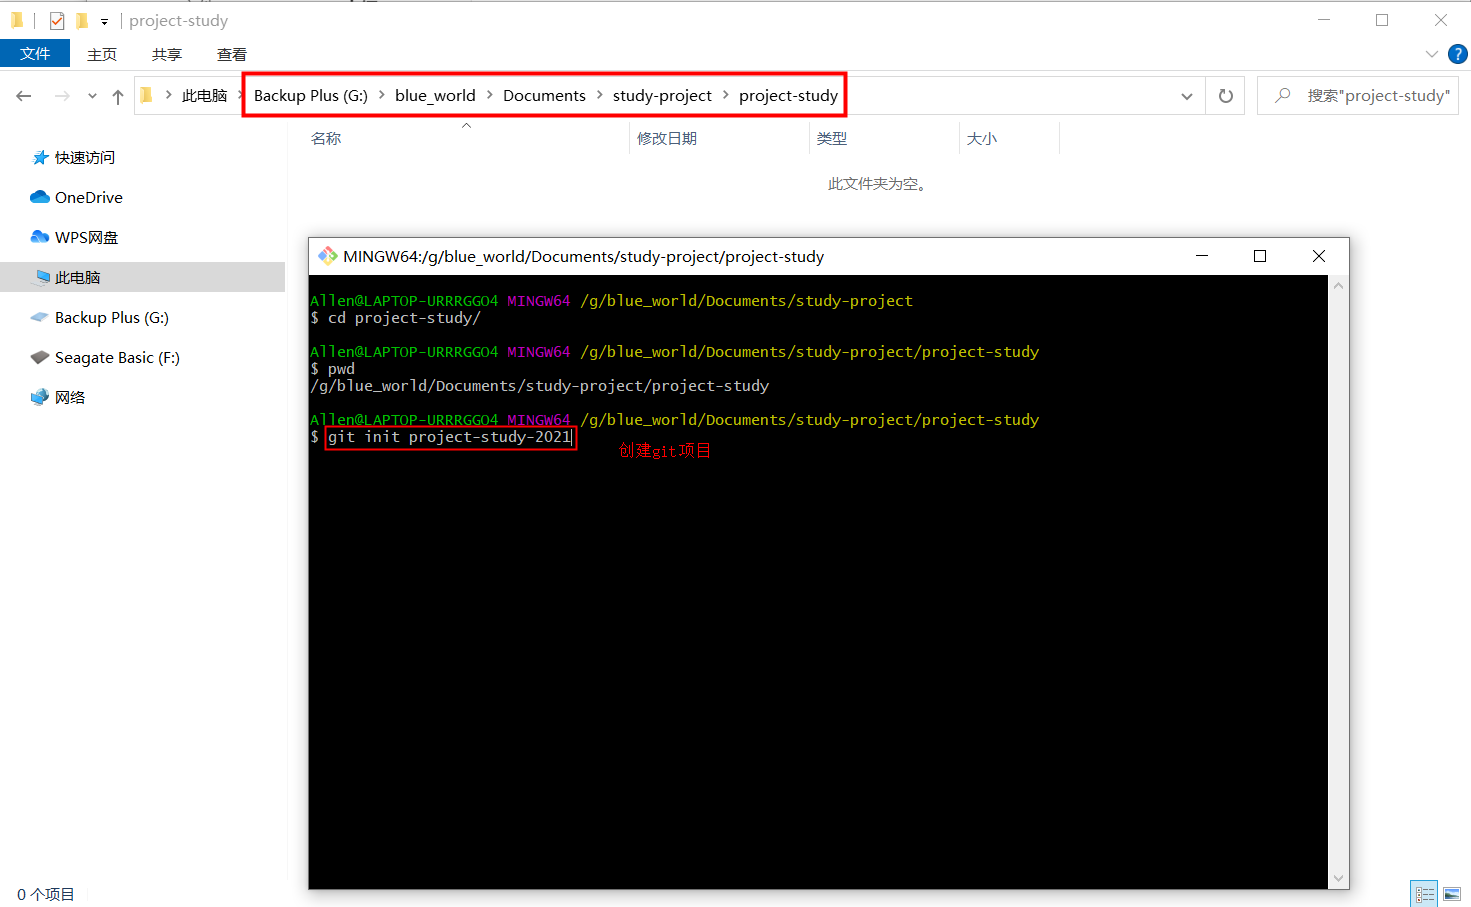 project-study
文件 主页 共享 查看
此电脑 Backup Plus (G:) blue_world Documents study-project project-study 搜索"project-study"
名称 修改日期 类型 大小
此文件夹为空。
快速访问
OneDrive
WPS网盘
此电脑
Backup Plus (G:)
Seagate Basic (F:)
网络
MINGW64:/g/blue_world/Documents/study-project/project-study
Allen@LAPTOP-URRRGGO4 MINGW64 /g/blue_world/Documents/study-project
$ cd project-study/
Allen@LAPTOP-URRRGGO4 MINGW64 /g/blue_world/Documents/study-project/project-study
$ pwd
/g/blue_world/Documents/study-project/project-study
Allen@LAPTOP-URRRGGO4 MINGW64 /g/blue_world/Documents/study-project/project-study
$ git init project-study-2021
创建git项目
0 个项目